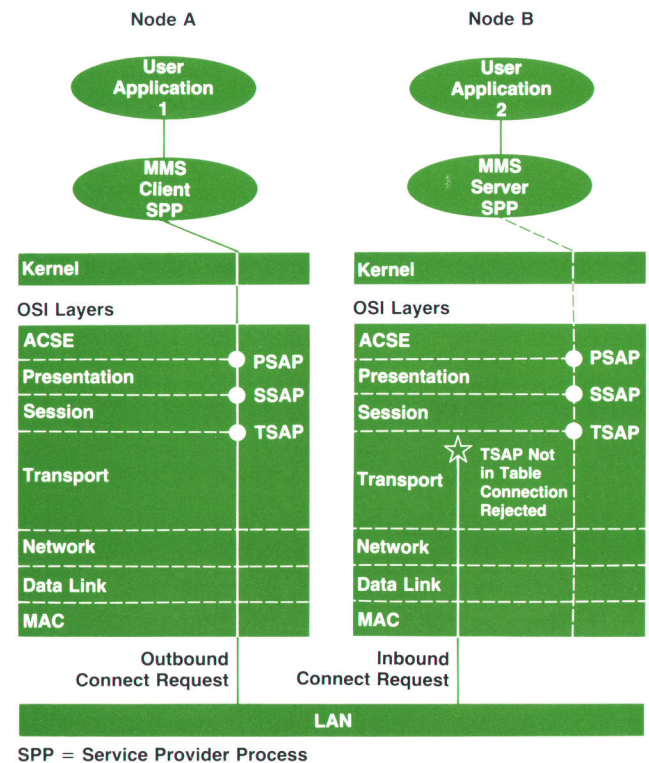 Node A
User
Application
1
MMS
Client
SPP
Kernel
OSI Layers
ACSE
PSAP
Presentation
SSAP
Session
TSAP
Transport
Network
Data Link
MAC
Outbound
Connect Request
Node B
User
Application
2
MMS
Server
SPP
Kernel
OSI Layers
ACSE
PSAP
Presentation
SSAP
Session
TSAP
TSAP Not
in Table
Connection
Rejected
Transport
Network
Data Link
MAC
Inbound
Connect Request
LAN
SPP = Service Provider Process